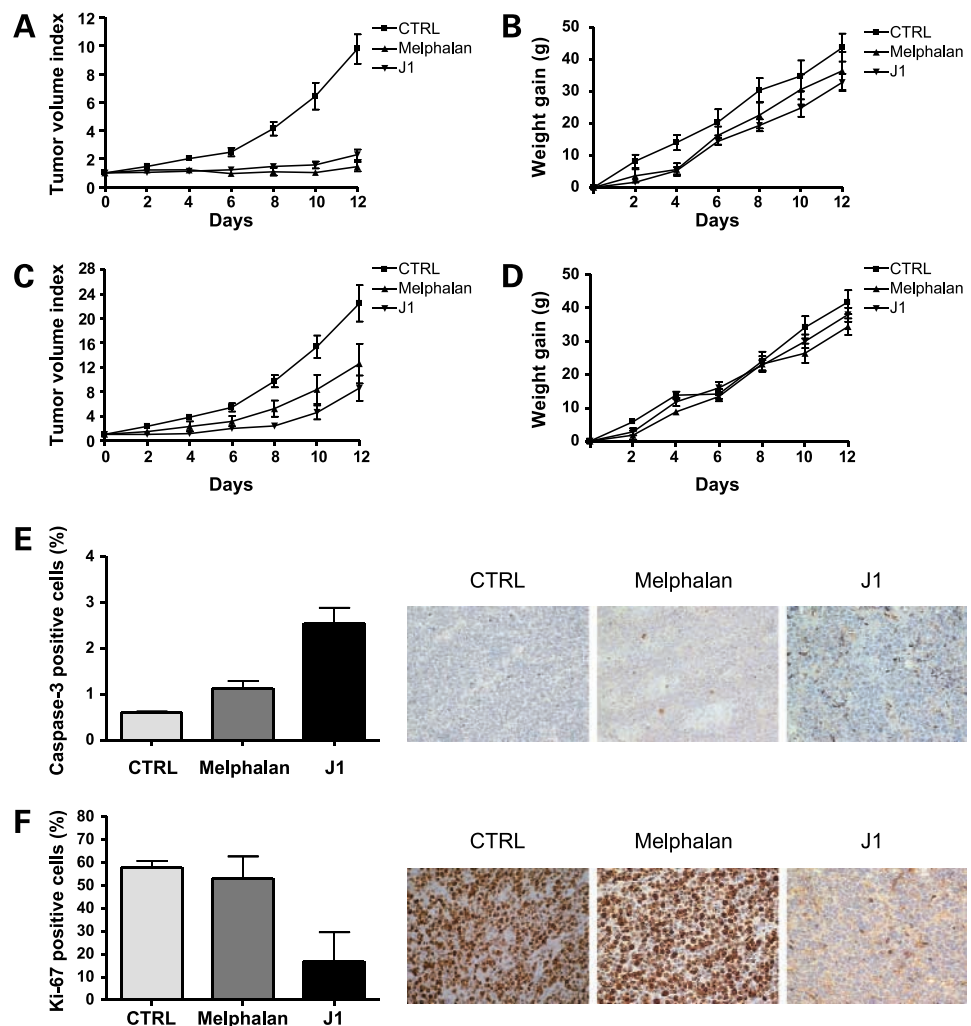 A
Tumor volume index
12
10
8
6
4
2
0
0 2 4 6 8 10 12
Days
CTRL
Melphalan
J1
B
Weight gain (g)
50
40
30
20
10
0
2 4 6 8 10 12
Days
CTRL
Melphalan
J1
C
Tumor volume index
28
24
20
16
12
8
4
0
0 2 4 6 8 10 12
Days
CTRL
Melphalan
J1
D
Weight gain (g)
50
40
30
20
10
0
2 4 6 8 10 12
Days
CTRL
Melphalan
J1
E
Caspase-3 positive cells (%)
4
3
2
1
0
CTRL Melphalan J1
CTRL Melphalan J1
F
Ki-67 positive cells (%)
80
70
60
50
40
30
20
10
0
CTRL Melphalan J1
CTRL Melphalan J1